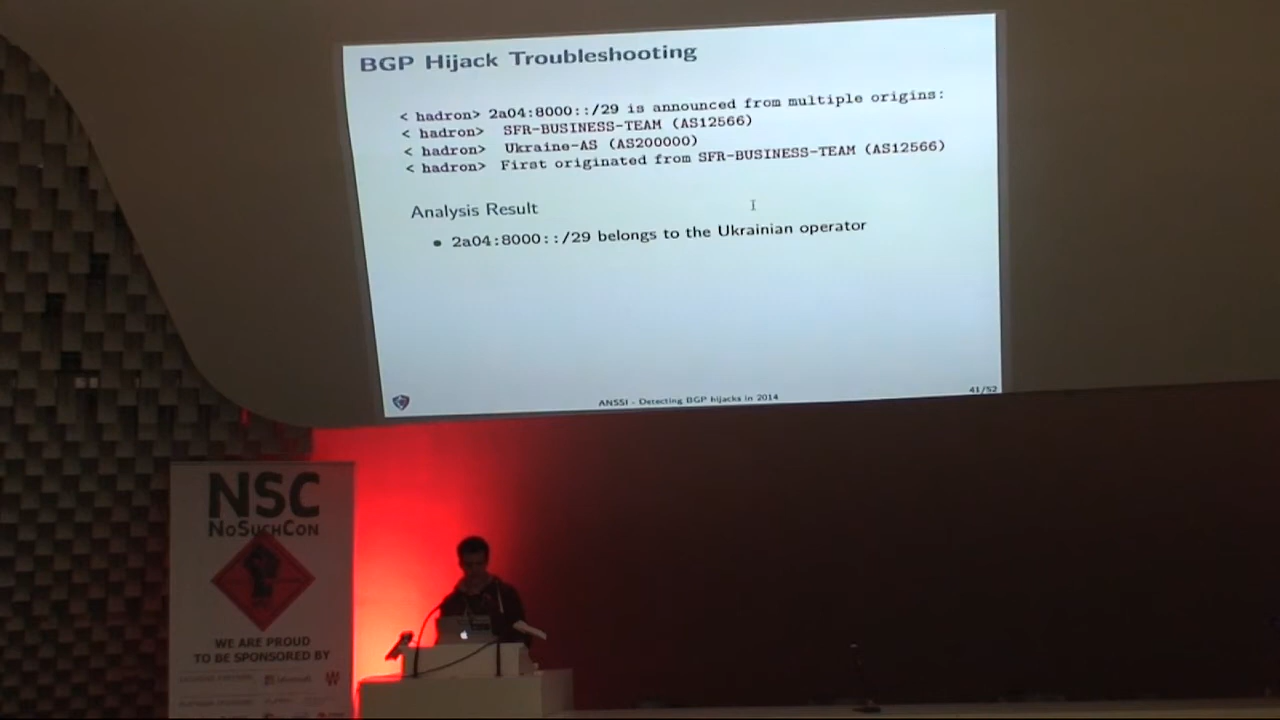 BGP Hijack Troubleshooting
< hadron> 2a04:8000::/29 is announced from multiple origins:
< hadron> SFR-BUSINESS-TEAM (AS12566)
< hadron> Ukraine-AS (AS200000)
< hadron> First originated from SFR-BUSINESS-TEAM (AS12566)
Analysis Result
• 2a04:8000::/29 belongs to the Ukrainian operator
ANSSI - Detecting BGP hijacks in 2014
41/52
NSC
NOSUCHCON
WE ARE PROUD
TO BE SPONSORED BY